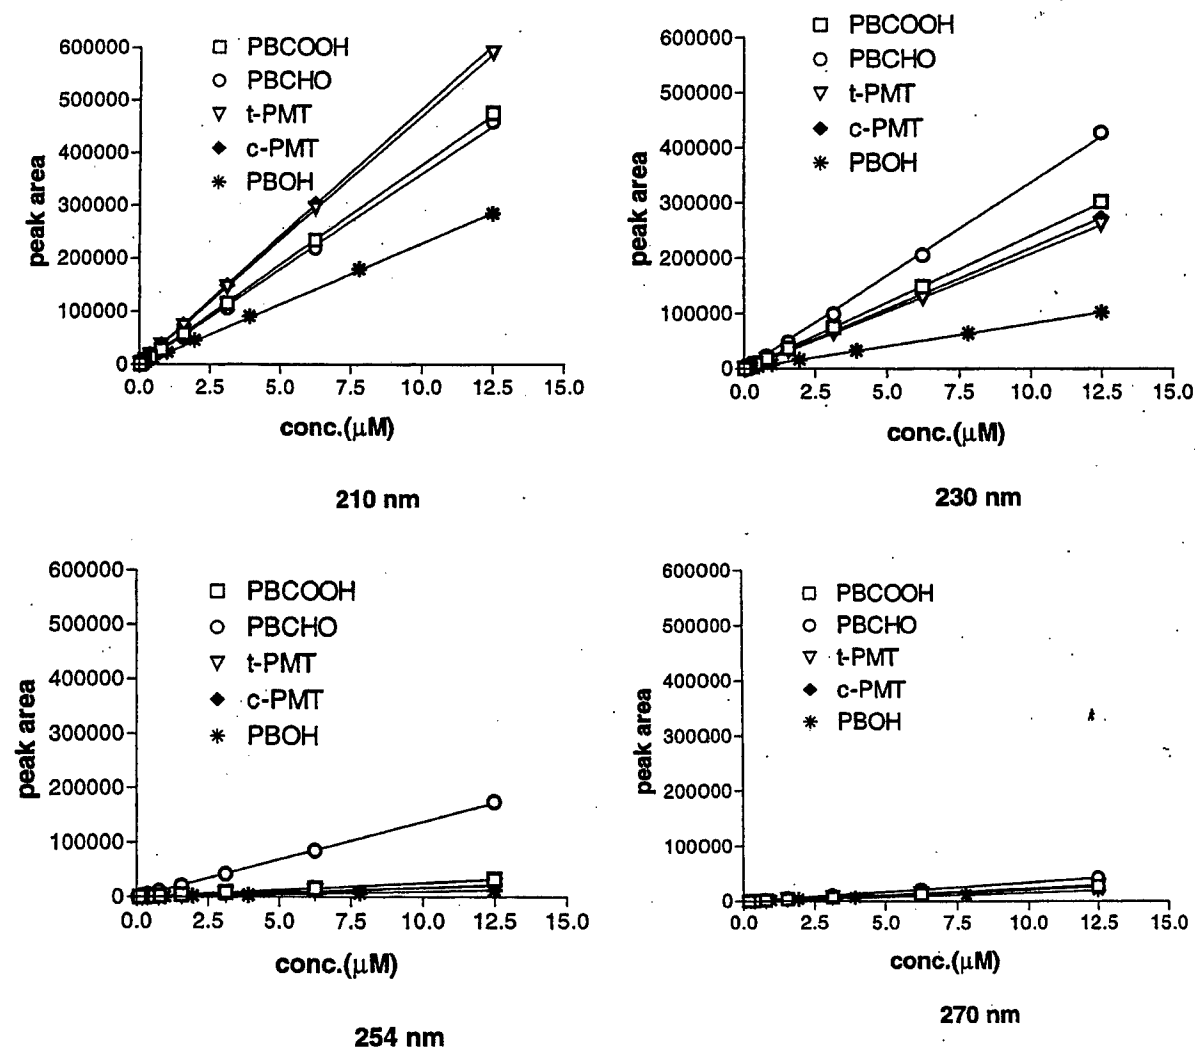 600000
500000
400000
300000
200000
100000
0
peak area
PBCOOH
PBCHO
t-PMT
c-PMT
PBOH
0.0 2.5 5.0 7.5 10.0 12.5 15.0
conc.(μM)
210 nm
600000
500000
400000
300000
200000
100000
0
peak area
PBCOOH
PBCHO
t-PMT
c-PMT
PBOH
0.0 2.5 5.0 7.5 10.0 12.5 15.0
conc.(μM)
230 nm
600000
500000
400000
300000
200000
100000
0
peak area
PBCOOH
PBCHO
t-PMT
c-PMT
PBOH
0.0 2.5 5.0 7.5 10.0 12.5 15.0
conc.(μM)
254 nm
600000
500000
400000
300000
200000
100000
0
peak area
PBCOOH
PBCHO
t-PMT
c-PMT
PBOH
0.0 2.5 5.0 7.5 10.0 12.5 15.0
conc.(μM)
270 nm